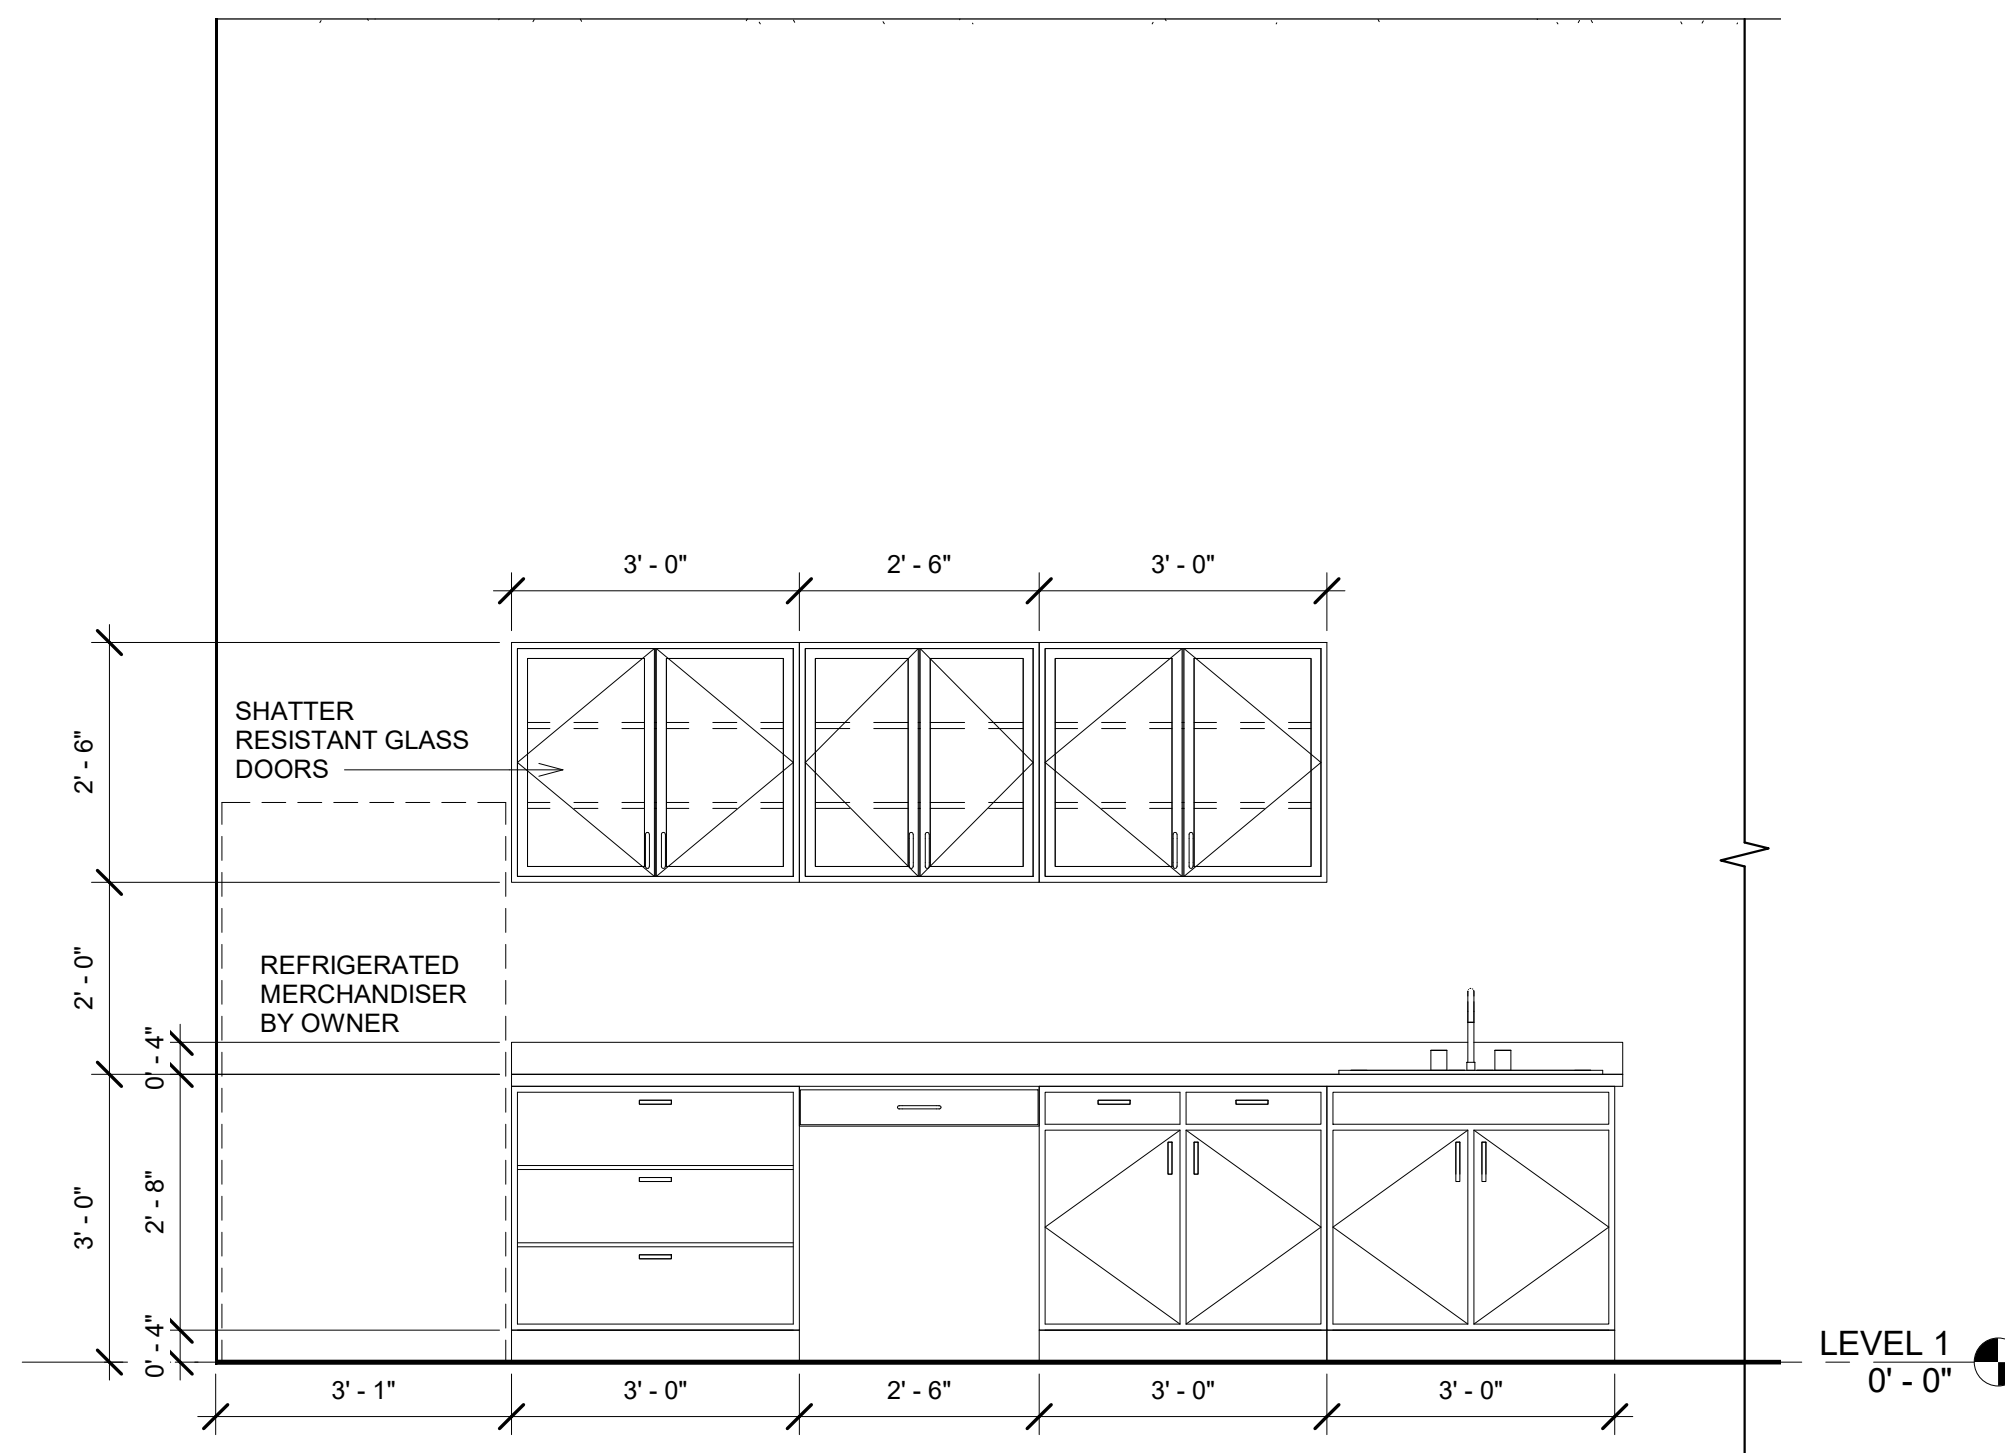 3' - 0"
2' - 6"
3' - 0"
SHATTER
RESISTANT GLASS
DOORS
2' - 6"
REFRIGERATED
MERCHANDISER
BY OWNER
2' - 0"
0' - 4"
2' - 8"
3' - 0"
0' - 4"
LEVEL 1
0' - 0"
3' - 1"
3' - 0"
2' - 6"
3' - 0"
3' - 0"